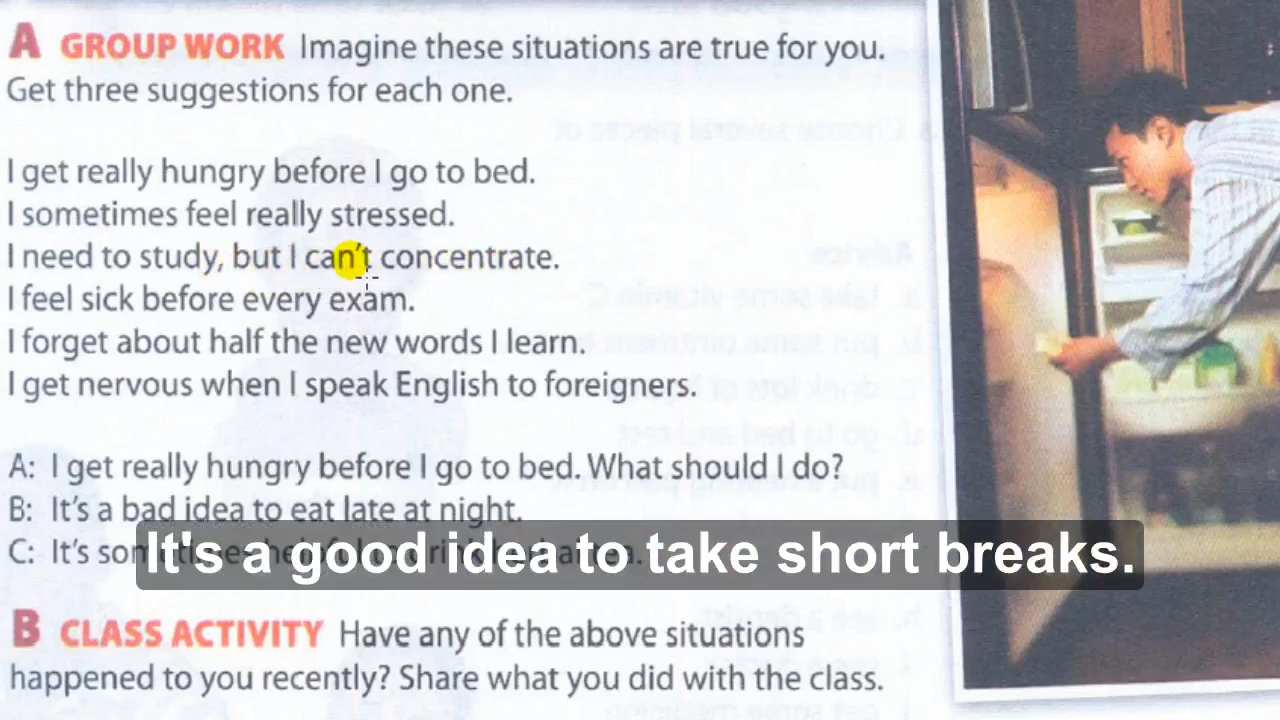 A GROUP WORK Imagine these situations are true for you.
Get three suggestions for each one.
I get really hungry before I go to bed.
I sometimes feel really stressed.
I need to study, but I can't concentrate.
I feel sick before every exam.
I forget about half the new words I learn.
I get nervous when I speak English to foreigners.
A: I get really hungry before I go to bed. What should I do?
B: It's a bad idea to eat late at night.
C: It's sometimes helpful to drink
It's a good idea to take short breaks.
B CLASS ACTIVITY Have any of the above situations
happened to you recently? Share what you did with the class.